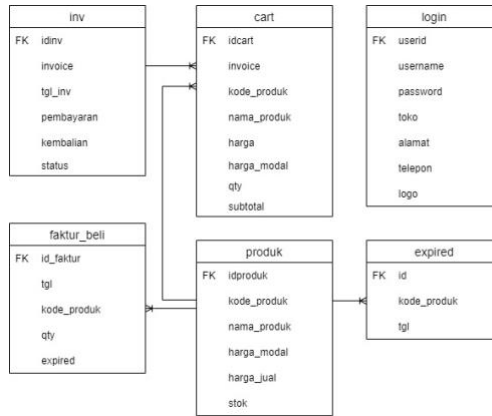 inv
FK idinv
invoice
tgl_inv
pembayaran
kembalian
status
cart
FK idcart
invoice
kode_produk
nama_produk
harga
harga_modal
qty
subtotal
login
FK userid
username
password
toko
alamat
telepon
logo
faktur_beli
FK id_faktur
tgl
kode_produk
qty
expired
produk
FK idproduk
kode_produk
nama_produk
harga_modal
harga_jual
stok
expired
FK id
kode_produk
tgl